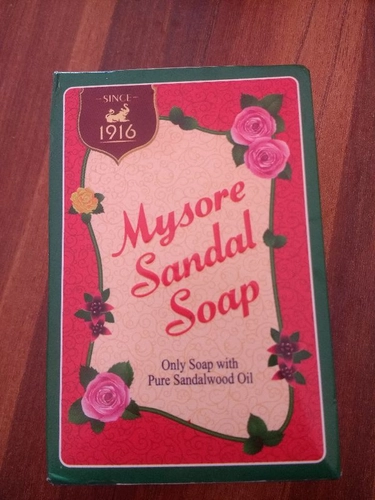 SINCE
1916
Mysore
Sandal
Soap
Only Soap with
Pure Sandalwood Oil